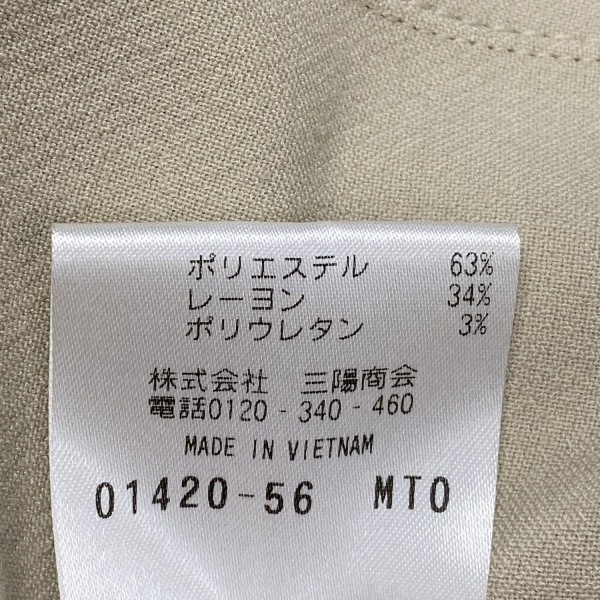 ポリエステル 63%
レーヨン 34%
ポリウレタン 3%
株式会社 三陽商会
電話0120-340-460
MADE IN VIETNAM
01420-56 MTO